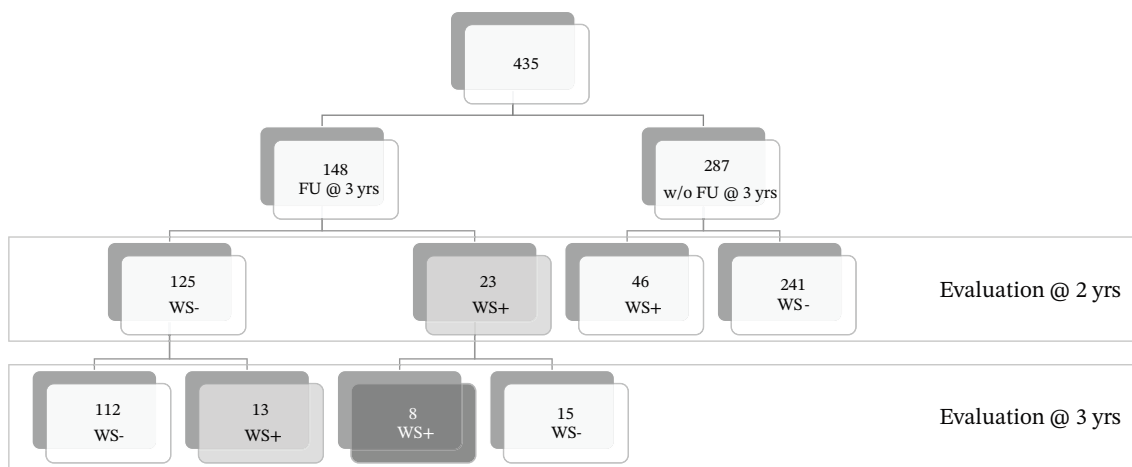 435
148
FU @ 3 yrs
287
w/o FU @ 3 yrs
125
WS-
23
WS+
46
WS+
241
WS-
Evaluation @ 2 yrs
112
WS-
13
WS+
8
WS+
15
WS-
Evaluation @ 3 yrs